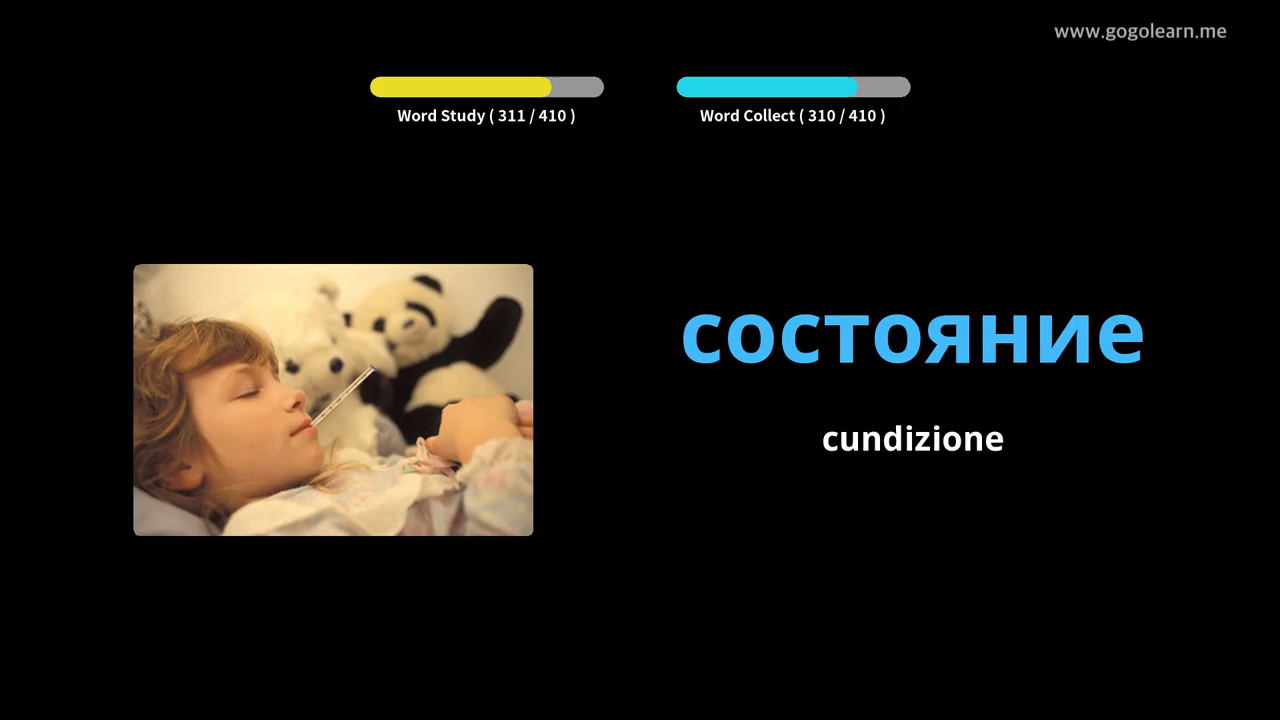 www.gogolearn.me
Word Study ( 311 / 410 )
Word Collect ( 310 / 410 )
состояние
cundizione